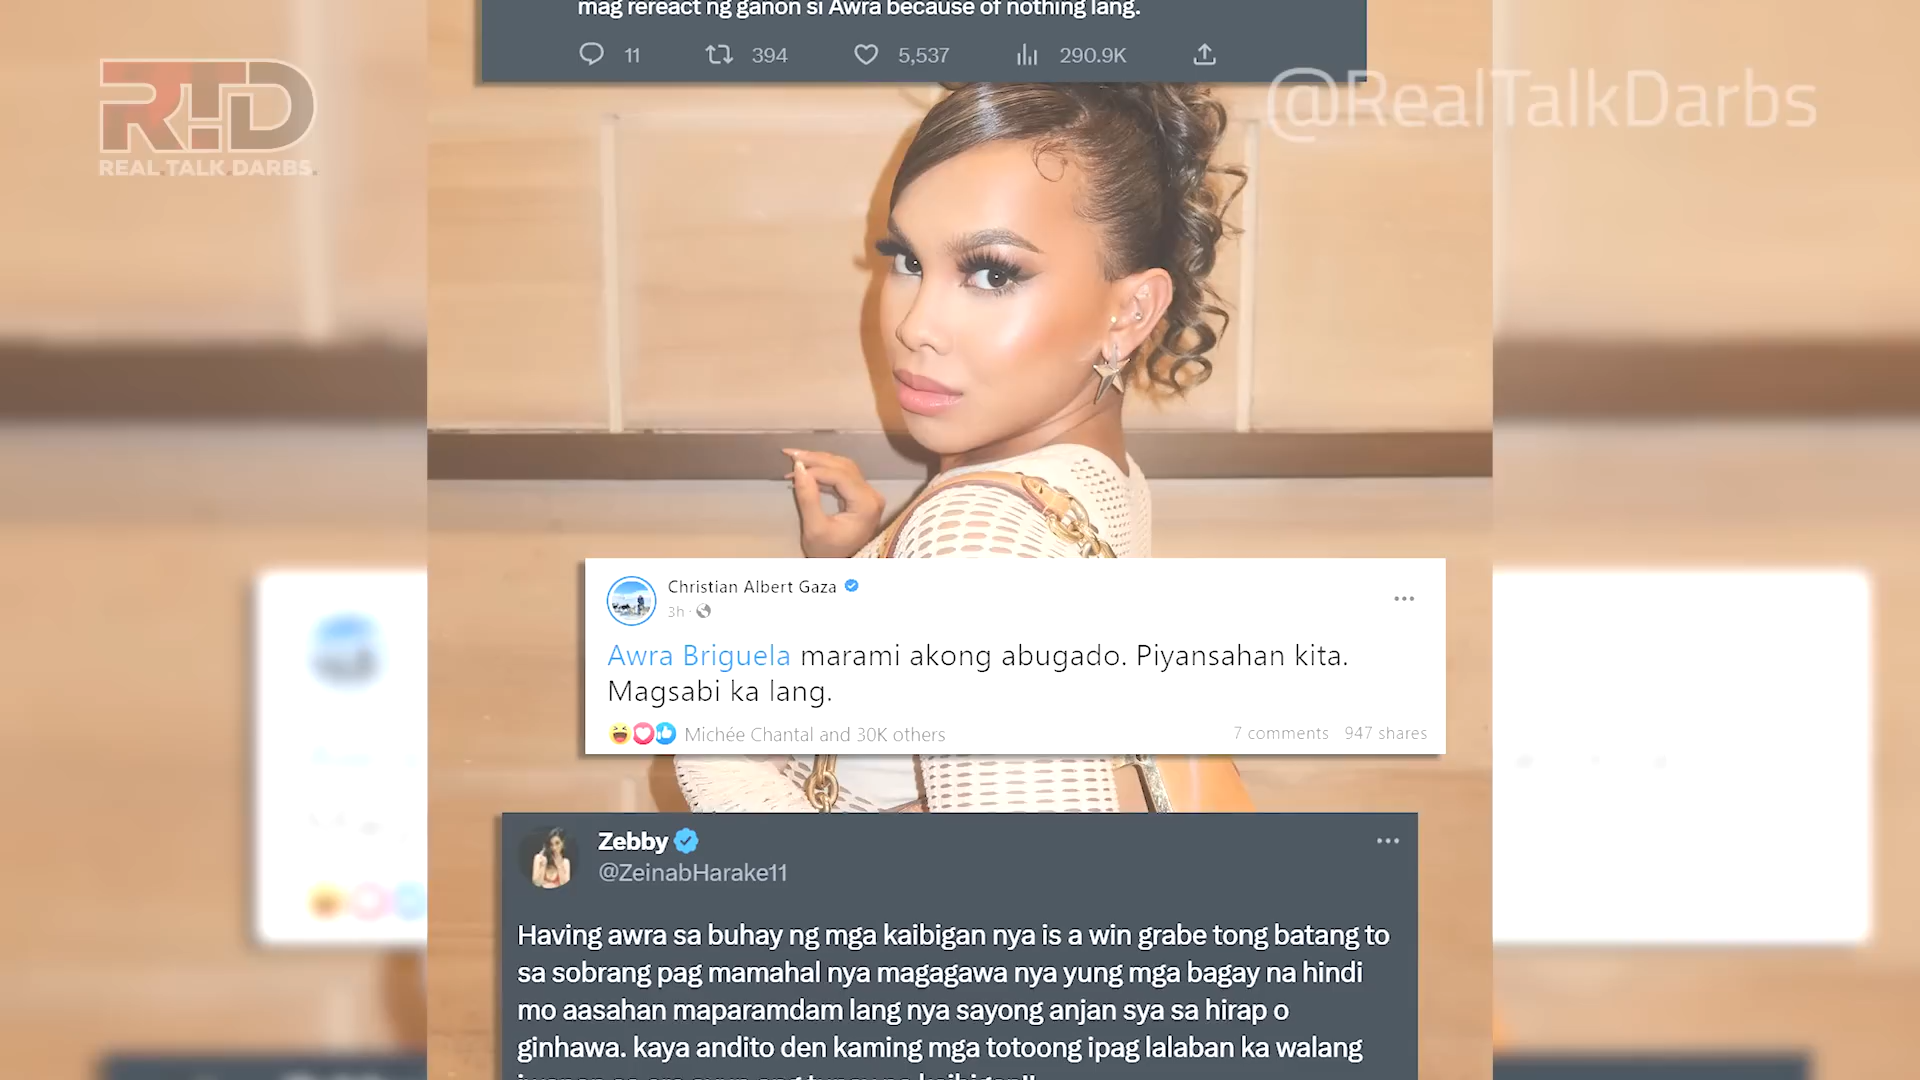 mag rereact ng ganon si Awra because of nothing lang.
11 394 5,537 290.9K
RTD
REAL.TALK.DARBS.
@RealTalkDarbs
Christian Albert Gaza
3h ·
Awra Briguela marami akong abugado. Piyansahan kita.
Magsabi ka lang.
Michée Chantal and 30K others 7 comments 947 shares
Zebby
@ZeinabHarake11
Having awra sa buhay ng mga kaibigan nya is a win grabe tong batang to
sa sobrang pag mamahal nya magagawa nya yung mga bagay na hindi
mo aasahan maparamdam lang nya sayong anjan sya sa hirap o
ginhawa. kaya andito den kaming mga totoong ipag lalaban ka walang